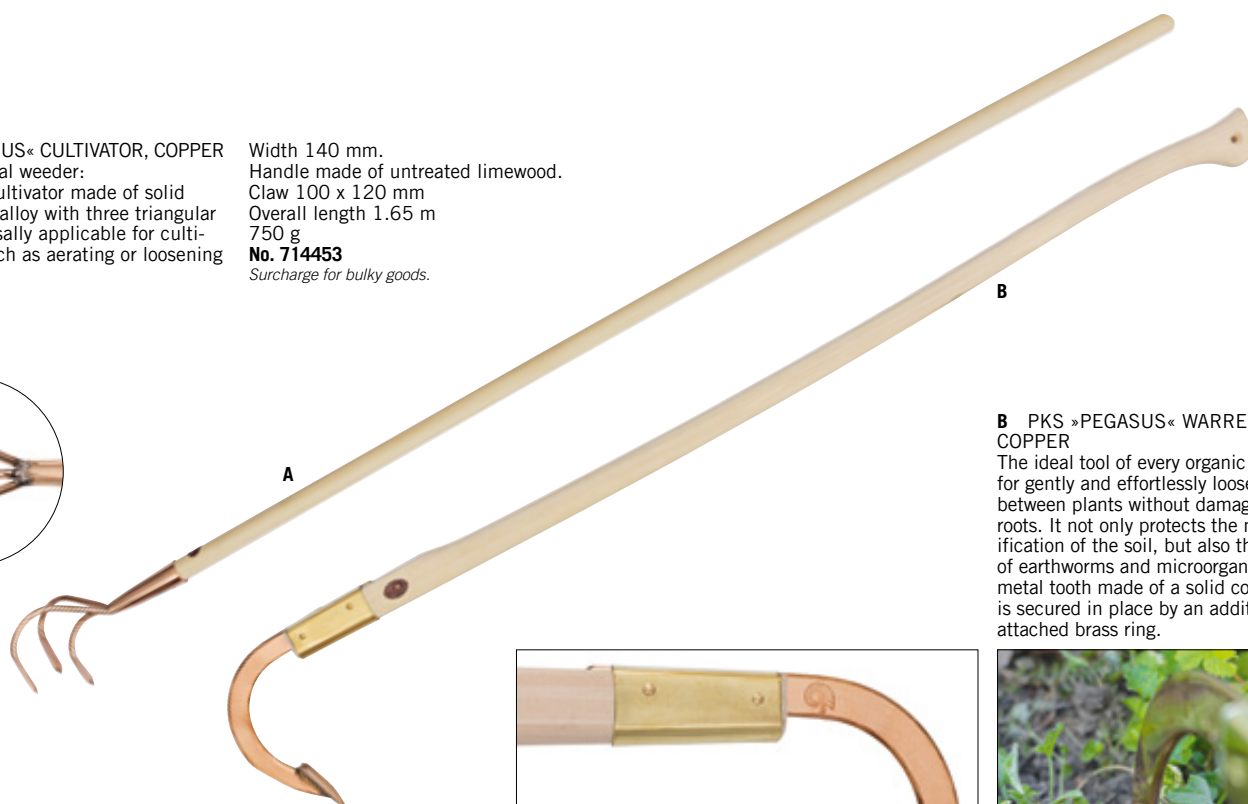 US« CULTIVATOR, COPPER
al weeder:
ultivator made of solid
alloy with three triangular
sally applicable for culti-
ch as aerating or loosening
Width 140 mm.
Handle made of untreated limewood.
Claw 100 x 120 mm
Overall length 1.65 m
750 g
No. 714453
Surcharge for bulky goods.
A
B
B PKS »PEGASUS« WARRE
COPPER
The ideal tool of every organic
for gently and effortlessly loose
between plants without damag
roots. It not only protects the
ification of the soil, but also th
of earthworms and microorgan
metal tooth made of a solid co
is secured in place by an addit
attached brass ring.